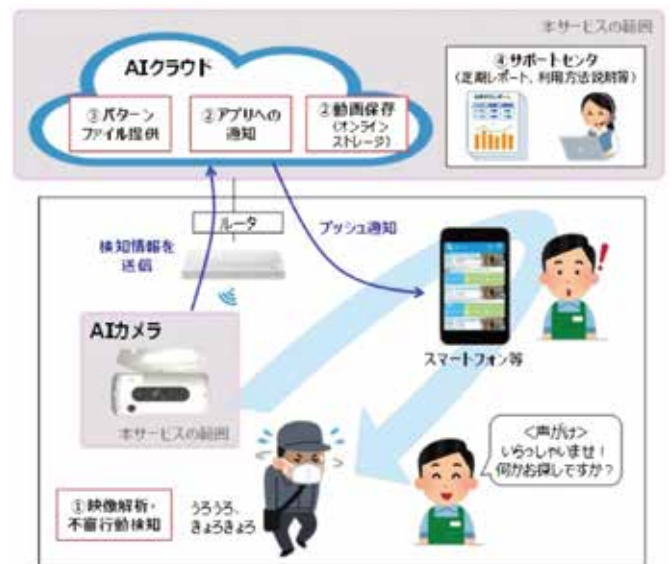 本サービスの範囲
AIクラウド
③パターン
ファイル提供
②アプリへの
通知
②動画保存
(オンライン
ストレージ)
④サポートセンタ
(定期レポート、利用方法説明等)
ルータ
検知情報を
送信
プッシュ通知
AIカメラ
本サービスの範囲
スマートフォン等
<声がけ>
いらっしゃいませ!
何かお探しですか?
①映像解析・
不審行動検知
うろうろ、
きょろきょろ